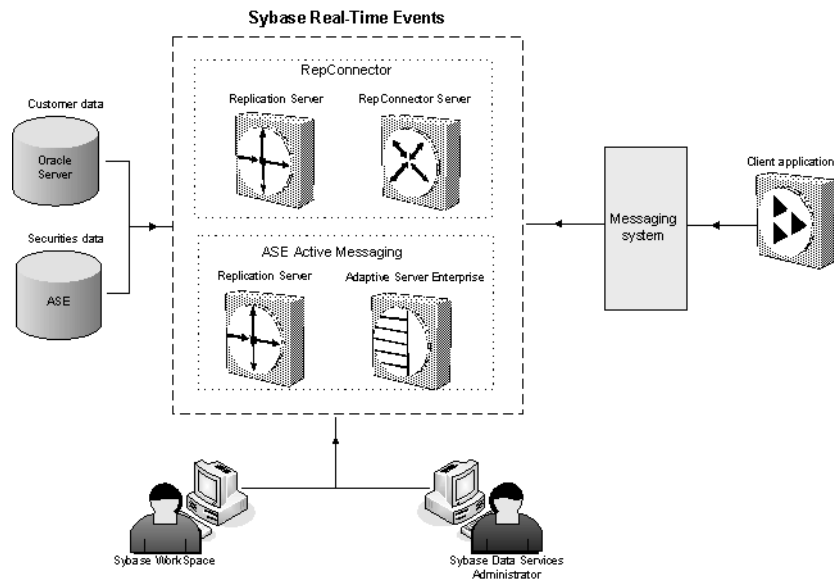 Sybase Real-Time Events
RepConnector
Replication Server
RepConnector Server
Customer data
Oracle
Server
Securities data
ASE
ASE Active Messaging
Replication Server
Adaptive Server Enterprise
Messaging
system
Client application
Sybase WorkSpace
Sybase Data Services
Administrator